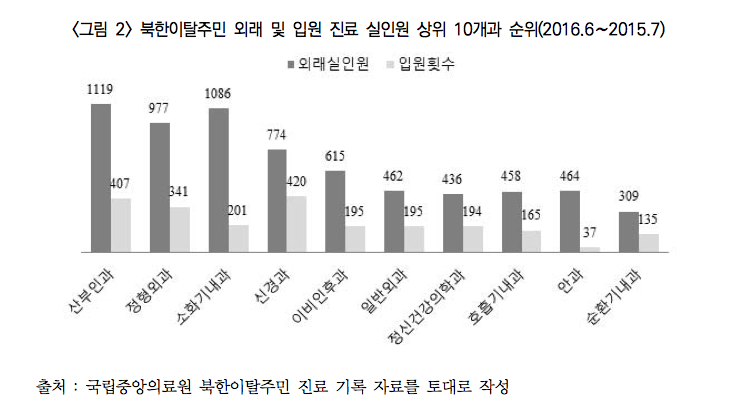 <그림 2> 북한이탈주민 외래 및 입원 진료 실인원 상위 10개과 순위(2016.6~2015.7)
외래실인원 입원횟수
1119 407 977 341 1086 201 774 420 615 195 462 195 436 194 458 165 464 37 309 135
산부인과 정형외과 소화기내과 신경과 이비인후과 일반외과 정신건강의학과 호흡기내과 안과 순환기내과
출처 : 국립중앙의료원 북한이탈주민 진료 기록 자료를 토대로 작성